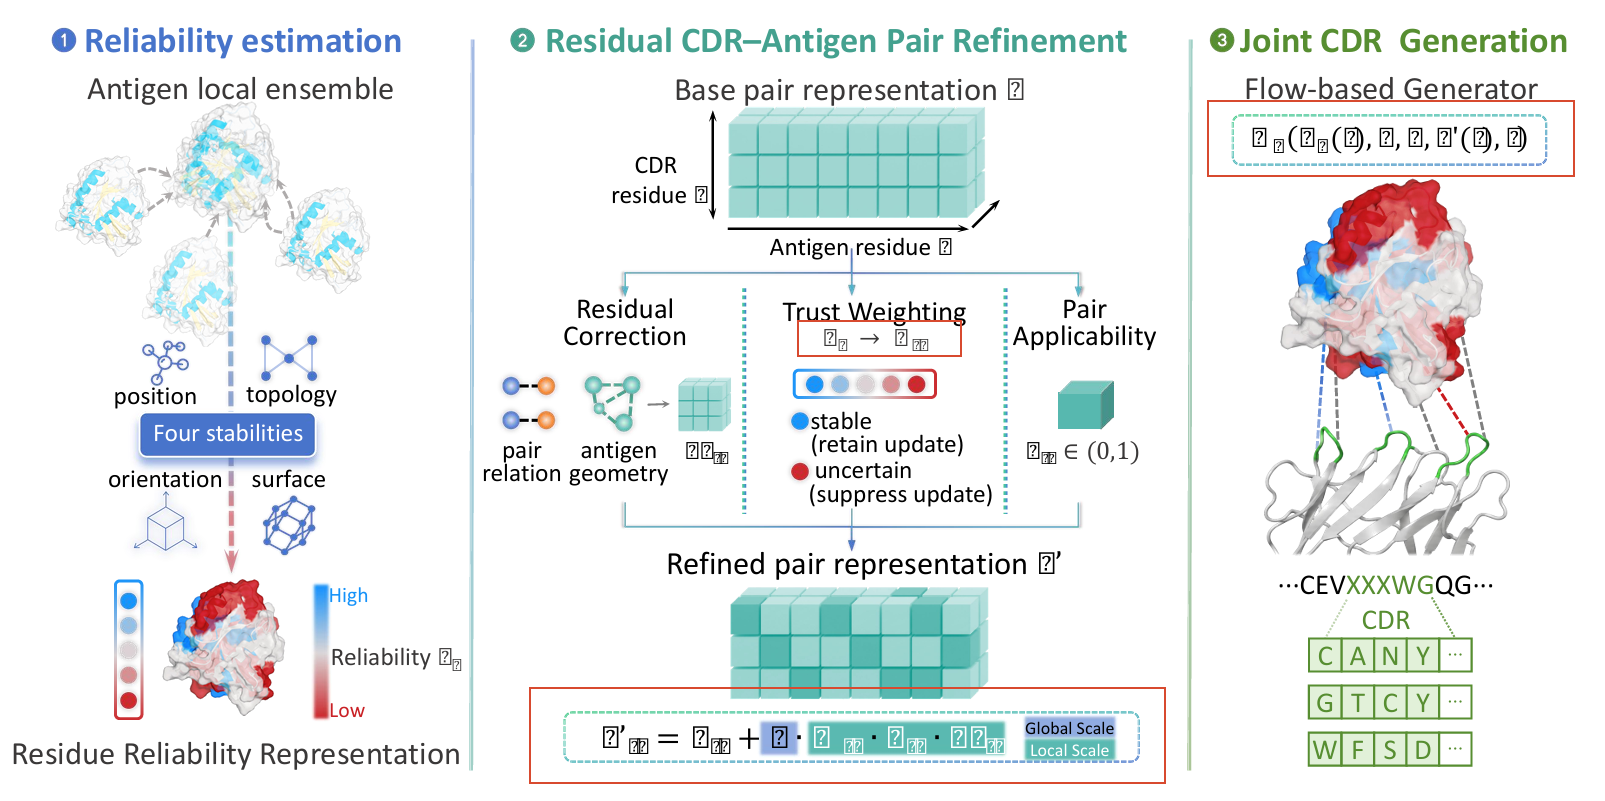 ❶ Reliability estimation
Antigen local ensemble
position
topology
Four stabilities
orientation
surface
High
Reliability
Low
Residue Reliability Representation
❷ Residual CDR–Antigen Pair Refinement
Base pair representation
CDR
residue
Antigen residue
Residual
Correction
pair
relation
antigen
geometry
Trust Weighting
→
stable
(retain update)
uncertain
(suppress update)
Pair
Applicability
∈ (0,1)
Refined pair representation ’
Global Scale
Local Scale
❸ Joint CDR Generation
Flow-based Generator
···CEVXXXWGQG···
CDR
C A N Y ···
G T C Y ···
W F S D ···